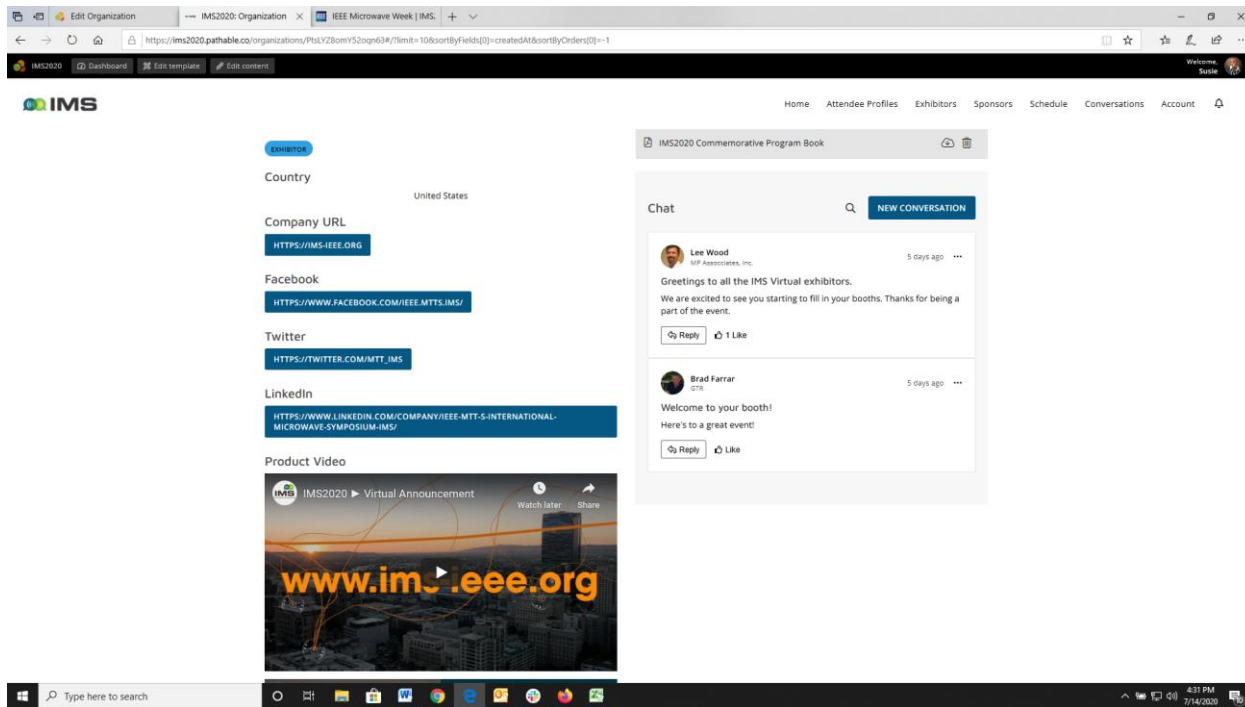 Edit Organization
IMS2020: Organization
IEEE Microwave Week | IMS:
https://ims2020.pathable.co/organizations/PtsLYZ8omY52oqn63#/?limit=10&sortByFields[0]=createdAt&sortByOrders[0]=-1
IMS2020 Dashboard Edit template Edit content
Welcome,
Susie
IMS
Home Attendee Profiles Exhibitors Sponsors Schedule Conversations Account
EXHIBITOR
Country
United States
Company URL
HTTPS://IMS-IEEE.ORG
Facebook
HTTPS://WWW.FACEBOOK.COM/IEEE.MTTS.IMS/
Twitter
HTTPS://TWITTER.COM/MTT_IMS
LinkedIn
HTTPS://WWW.LINKEDIN.COM/COMPANY/IEEE-MTT-S-INTERNATIONAL-
MICROWAVE-SYMPOSIUM-IMS/
Product Video
IMS
IMS2020 ► Virtual Announcement
Watch later Share
www.ims-ieee.org
IMS2020 Commemorative Program Book
Chat
NEW CONVERSATION
Lee Wood
MP Associates, Inc.
5 days ago
Greetings to all the IMS Virtual exhibitors.
We are excited to see you starting to fill in your booths. Thanks for being a
part of the event.
Reply 1 Like
Brad Farrar
GTR
5 days ago
Welcome to your booth!
Here's to a great event!
Reply Like
Type here to search
4:31 PM
7/14/2020